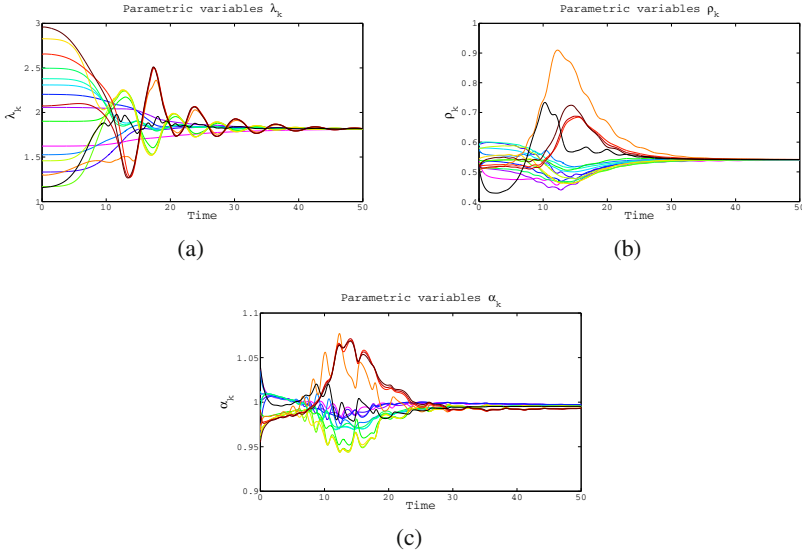 Parametric variables λ_k
3
2.5
2
1.5
1
λ_k
0 10 20 30 40 50
Time
(a)
Parametric variables ρ_k
1
0.9
0.8
0.7
0.6
0.5
0.4
ρ_k
0 10 20 30 40 50
Time
(b)
Parametric variables α_k
1.1
1.05
1
0.95
0.9
α_k
0 10 20 30 40 50
Time
(c)